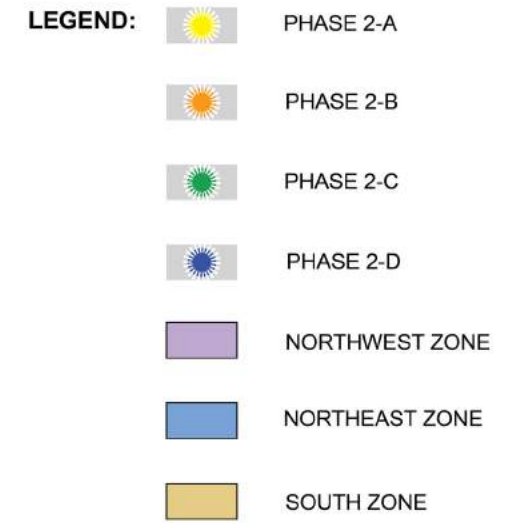 LEGEND:
PHASE 2-A
PHASE 2-B
PHASE 2-C
PHASE 2-D
NORTHWEST ZONE
NORTHEAST ZONE
SOUTH ZONE